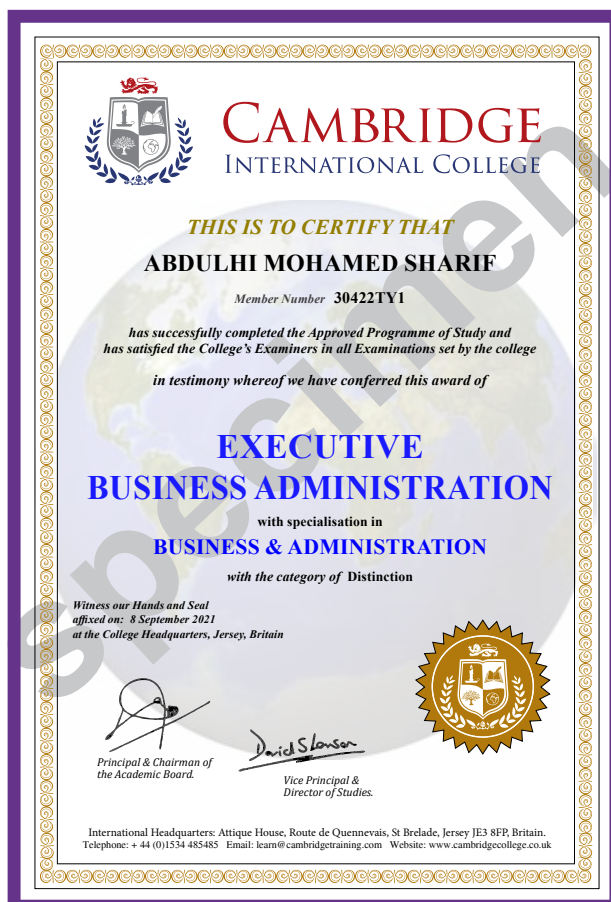 CAMBRIDGE
INTERNATIONAL COLLEGE
THIS IS TO CERTIFY THAT
ABDULHI MOHAMED SHARIF
Member Number 30422TY1
has successfully completed the Approved Programme of Study and
has satisfied the College's Examiners in all Examinations set by the college
in testimony whereof we have conferred this award of
EXECUTIVE
BUSINESS ADMINISTRATION
with specialisation in
BUSINESS & ADMINISTRATION
with the category of Distinction
Witness our Hands and Seal
affixed on: 8 September 2021
at the College Headquarters, Jersey, Britain
David S Lawson
Principal & Chairman of
the Academic Board.
Vice Principal &
Director of Studies.
International Headquarters: Attique House, Route de Quennevais, St Brelade, Jersey JE3 8FP, Britain.
Telephone: + 44 (0)1534 485485 Email: learn@cambridgetraining.com Website: www.cambridgecollege.co.uk
specimen